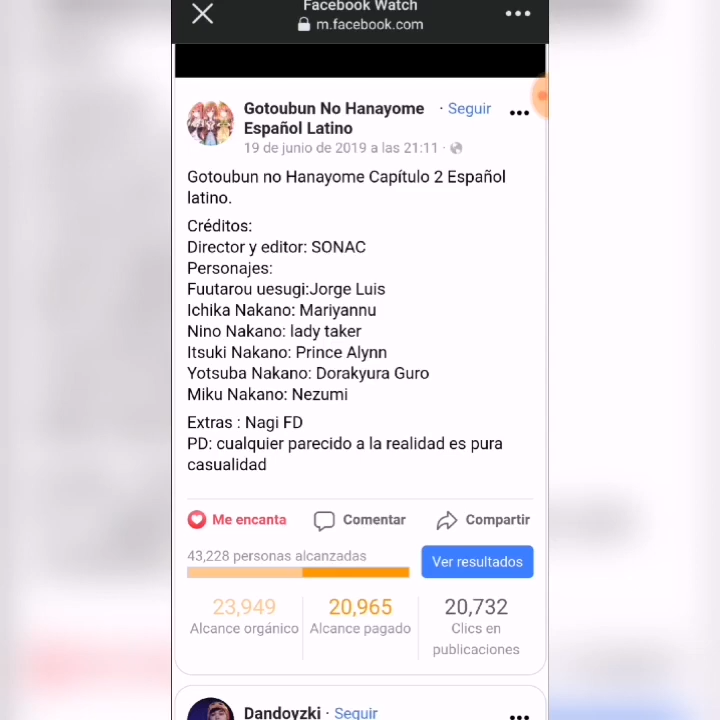 Facebook Watch
m.facebook.com
Gotoubun No Hanayome · Seguir
Español Latino
19 de junio de 2019 a las 21:11 ·
Gotoubun no Hanayome Capítulo 2 Español
latino.
Créditos:
Director y editor: SONAC
Personajes:
Fuutarou uesugi:Jorge Luis
Ichika Nakano: Mariyannu
Nino Nakano: lady taker
Itsuki Nakano: Prince Alynn
Yotsuba Nakano: Dorakyura Guro
Miku Nakano: Nezumi
Extras : Nagi FD
PD: cualquier parecido a la realidad es pura
casualidad
Me encanta Comentar Compartir
43,228 personas alcanzadas
Ver resultados
23,949 20,965 20,732
Alcance orgánico Alcance pagado Clics en
publicaciones
Dandoyzki · Seguir